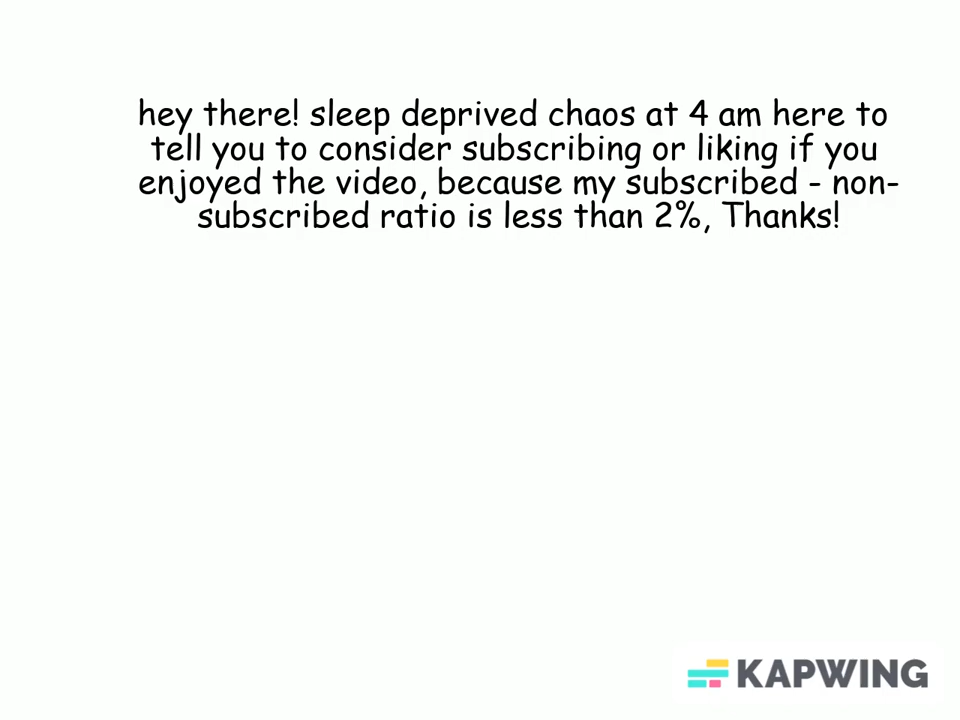 hey there! sleep deprived chaos at 4 am here to
tell you to consider subscribing or liking if you
enjoyed the video, because my subscribed - non-
subscribed ratio is less than 2%, Thanks!
KAPWING